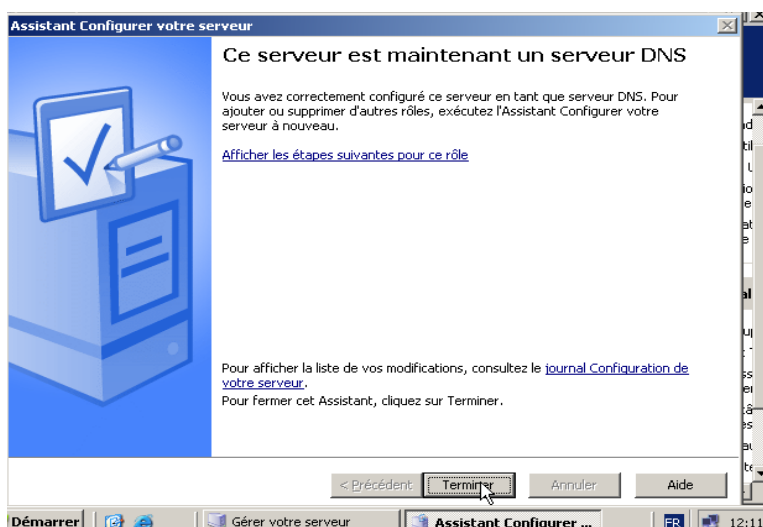 Assistant Configurer votre serveur
Ce serveur est maintenant un serveur DNS
Vous avez correctement configuré ce serveur en tant que serveur DNS. Pour
ajouter ou supprimer d'autres rôles, exécutez l'Assistant Configurer votre
serveur à nouveau.
Afficher les étapes suivantes pour ce rôle
Pour afficher la liste de vos modifications, consultez le journal Configuration de
votre serveur.
Pour fermer cet Assistant, cliquez sur Terminer.
< Précédent Terminer Annuler Aide
Démarrer Gérer votre serveur Assistant Configurer ... FR 12:11